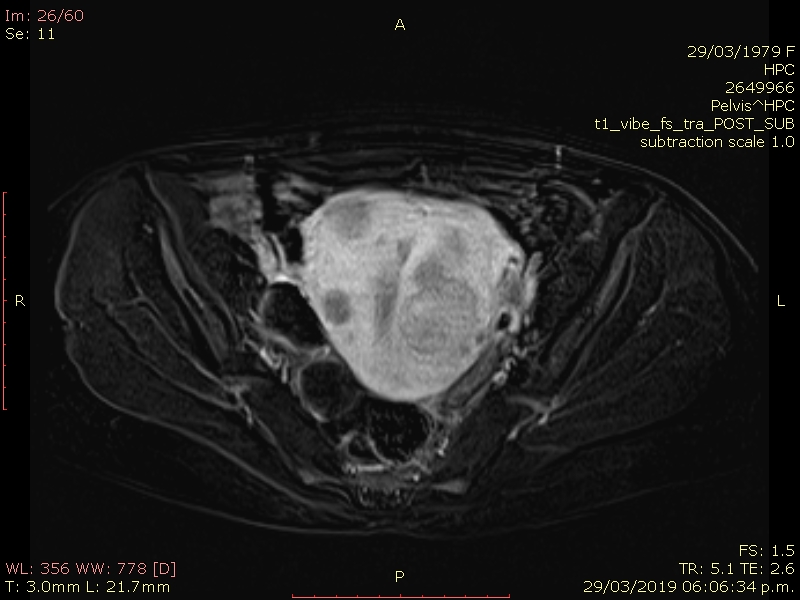 Im: 26/60
Se: 11
A
29/03/1979 F
HPC
2649966
Pelvis^HPC
t1_vibe_fs_tra_POST_SUB
subtraction scale 1.0
R
L
WL: 356 WW: 778 [D]
T: 3.0mm L: 21.7mm
P
FS: 1.5
TR: 5.1 TE: 2.6
29/03/2019 06:06:34 p.m.